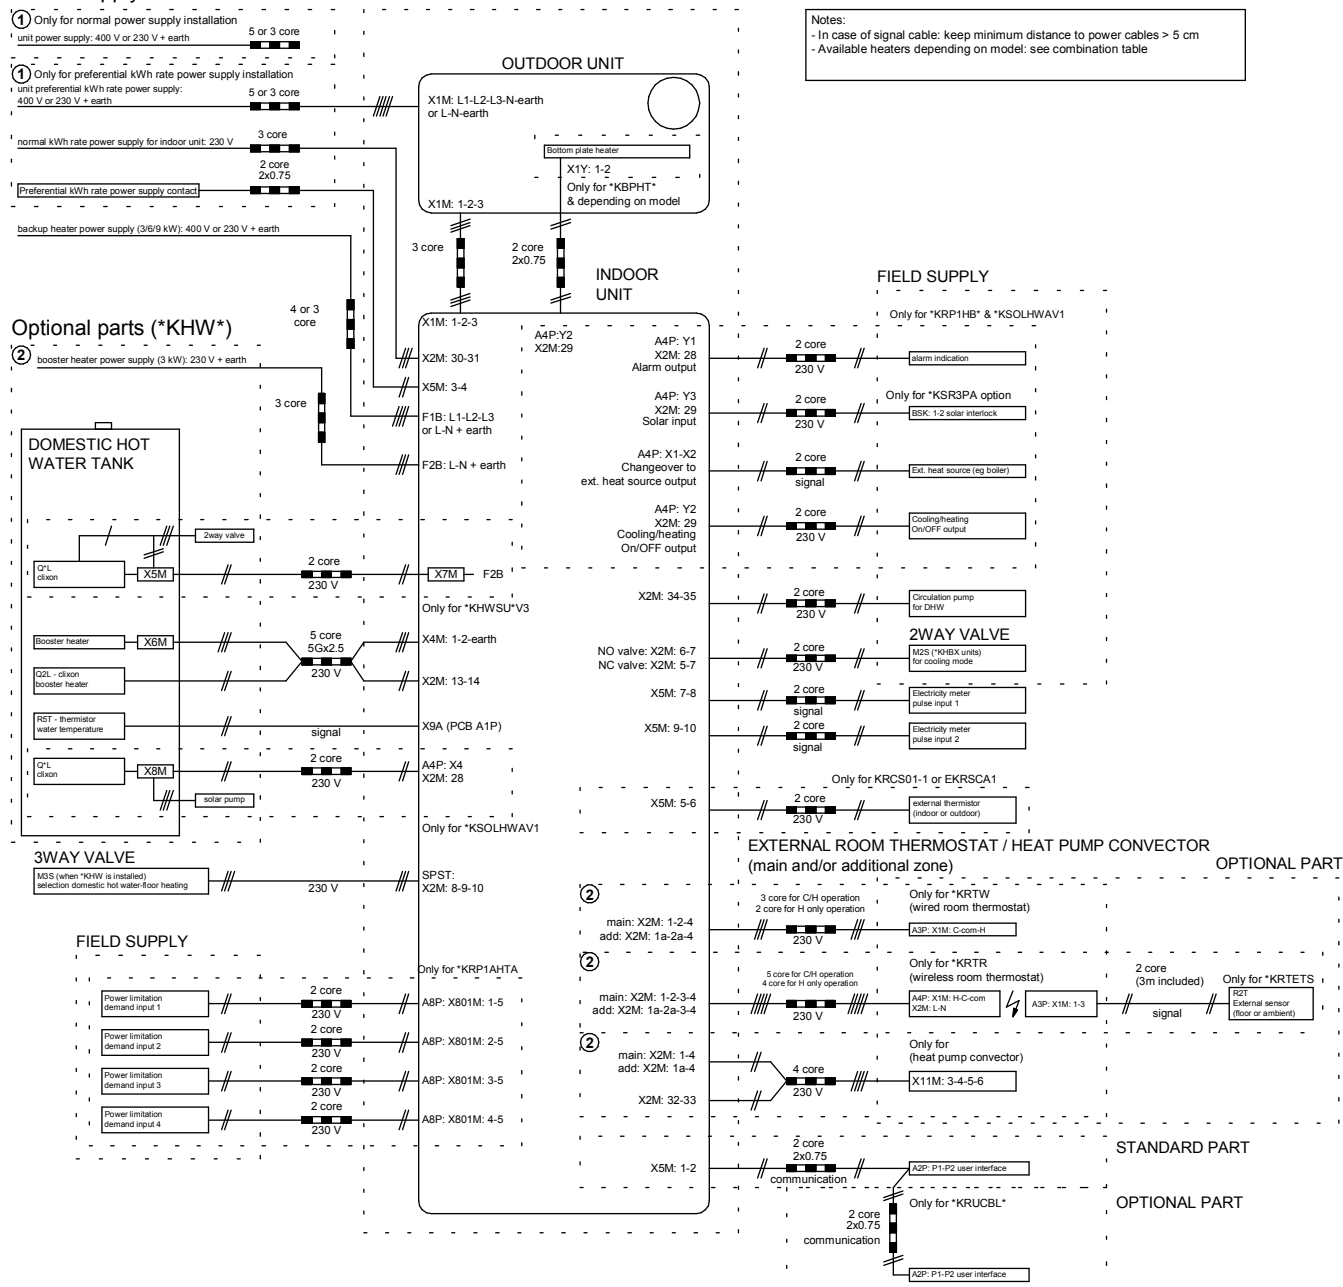 1 Only for normal power supply installation
unit power supply: 400 V or 230 V + earth
5 or 3 core
1 Only for preferential kWh rate power supply installation
unit preferential kWh rate power supply:
400 V or 230 V + earth
5 or 3 core
normal kWh rate power supply for indoor unit: 230 V
3 core
2 core
2x0.75
Preferential kWh rate power supply contact
backup heater power supply (3/6/9 kW): 400 V or 230 V + earth
4 or 3
core
Notes:
- In case of signal cable: keep minimum distance to power cables > 5 cm
- Available heaters depending on model: see combination table
OUTDOOR UNIT
X1M: L1-L2-L3-N-earth
or L-N-earth
Bottom plate heater
X1Y: 1-2
Only for *KBPHT*
& depending on model
X1M: 1-2-3
3 core
2 core
2x0.75
INDOOR
UNIT
Optional parts (*KHW*)
2 booster heater power supply (3 kW): 230 V + earth
3 core
DOMESTIC HOT
WATER TANK
2way valve
Q*L
clixon
X5M
2 core
230 V
X7M
F2B
Only for *KHWSU*V3
Booster heater
X6M
5 core
5Gx2.5
230 V
X4M: 1-2-earth
Q2L - clixon
booster heater
X2M: 13-14
R5T - thermistor
water temperature
signal
X9A (PCB A1P)
Q*L
clixon
X8M
2 core
230 V
A4P: X4
X2M: 28
solar pump
Only for *KSOLHWAV1
3WAY VALVE
M3S (when *KHW is installed)
selection domestic hot water-floor heating
230 V
SPST:
X2M: 8-9-10
X1M: 1-2-3
X2M: 30-31
X5M: 3-4
F1B: L1-L2-L3
or L-N + earth
F2B: L-N + earth
A4P:Y2
X2M:29
FIELD SUPPLY
Only for *KRP1AHTA
Power limitation
demand input 1
2 core
230 V
A8P: X801M: 1-5
Power limitation
demand input 2
2 core
230 V
A8P: X801M: 2-5
Power limitation
demand input 3
2 core
230 V
A8P: X801M: 3-5
Power limitation
demand input 4
2 core
230 V
A8P: X801M: 4-5
FIELD SUPPLY
Only for *KRP1HB* & *KSOLHWAV1
A4P: Y1
X2M: 28
Alarm output
2 core
230 V
alarm indication
Only for *KSR3PA option
A4P: Y3
X2M: 29
Solar input
2 core
230 V
BSK: 1-2 solar interlock
A4P: X1-X2
Changeover to
ext. heat source output
2 core
signal
Ext. heat source (eg boiler)
A4P: Y2
X2M: 29
Cooling/heating
On/OFF output
2 core
230 V
Cooling/heating
On/OFF output
X2M: 34-35
2 core
230 V
Circulation pump
for DHW
2WAY VALVE
NO valve: X2M: 6-7
NC valve: X2M: 5-7
2 core
230 V
M2S (*KHBX units)
for cooling mode
X5M: 7-8
2 core
signal
Electricity meter
pulse input 1
X5M: 9-10
2 core
signal
Electricity meter
pulse input 2
Only for KRCS01-1 or EKRSCA1
X5M: 5-6
2 core
230 V
external thermistor
(indoor or outdoor)
EXTERNAL ROOM THERMOSTAT / HEAT PUMP CONVECTOR
(main and/or additional zone)
OPTIONAL PART
2
3 core for C/H operation
2 core for H only operation
Only for *KRTW
(wired room thermostat)
main: X2M: 1-2-4
add: X2M: 1a-2a-4
230 V
A3P: X1M: C-com-H
2
5 core for C/H operation
4 core for H only operation
Only for *KRTR
(wireless room thermostat)
main: X2M: 1-2-3-4
add: X2M: 1a-2a-3-4
230 V
A4P: X1M: H-C-com
X2M: L-N
A3P: X1M: 1-3
2 core
(3m included)
signal
Only for *KRTETS
R2T
External sensor
(floor or ambient)
2
Only for
(heat pump convector)
main: X2M: 1-4
add: X2M: 1a-4
X2M: 32-33
4 core
230 V
X11M: 3-4-5-6
STANDARD PART
X5M: 1-2
2 core
2x0.75
communication
A2P: P1-P2 user interface
OPTIONAL PART
Only for *KRUCBL*
2 core
2x0.75
communication
A2P: P1-P2 user interface